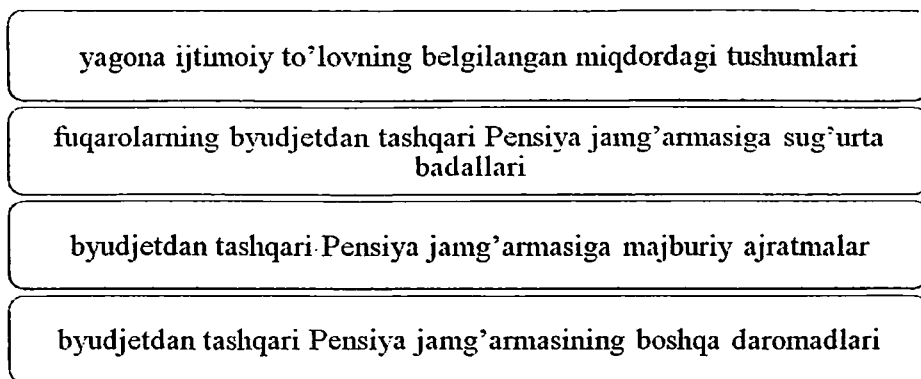 yagona ijtimoiy to’lovning belgilangan miqdordagi tushumlari
fuqarolarning byudjetdan tashqari Pensiya jamg’armasiga sug’urta
badallari
byudjetdan tashqari Pensiya jamg’armasiga majburiy ajratmalar
byudjetdan tashqari Pensiya jamg’armasining boshqa daromadlari